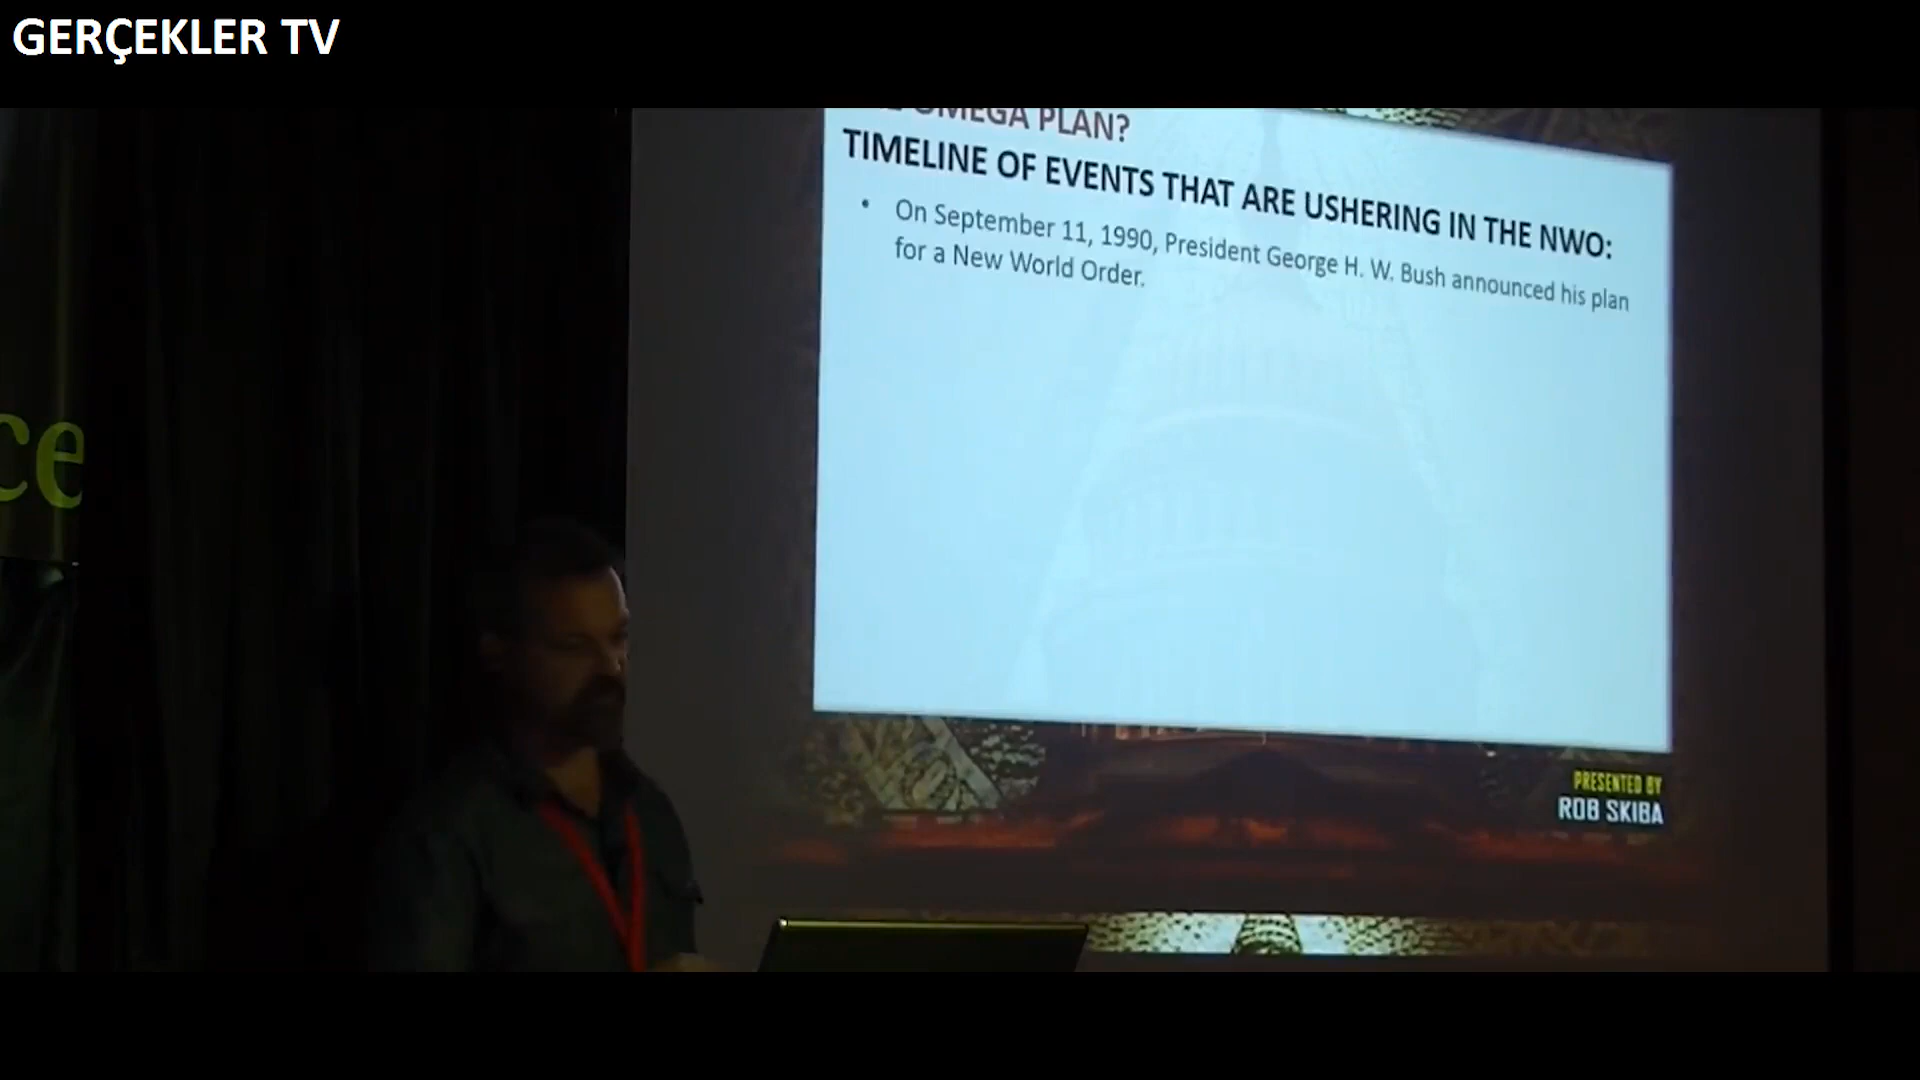 GERÇEKLER TV
OMEGA PLAN?
TIMELINE OF EVENTS THAT ARE USHERING IN THE NWO:
• On September 11, 1990, President George H. W. Bush announced his plan
for a New World Order.
ce
PRESENTED BY
ROB SKIBA